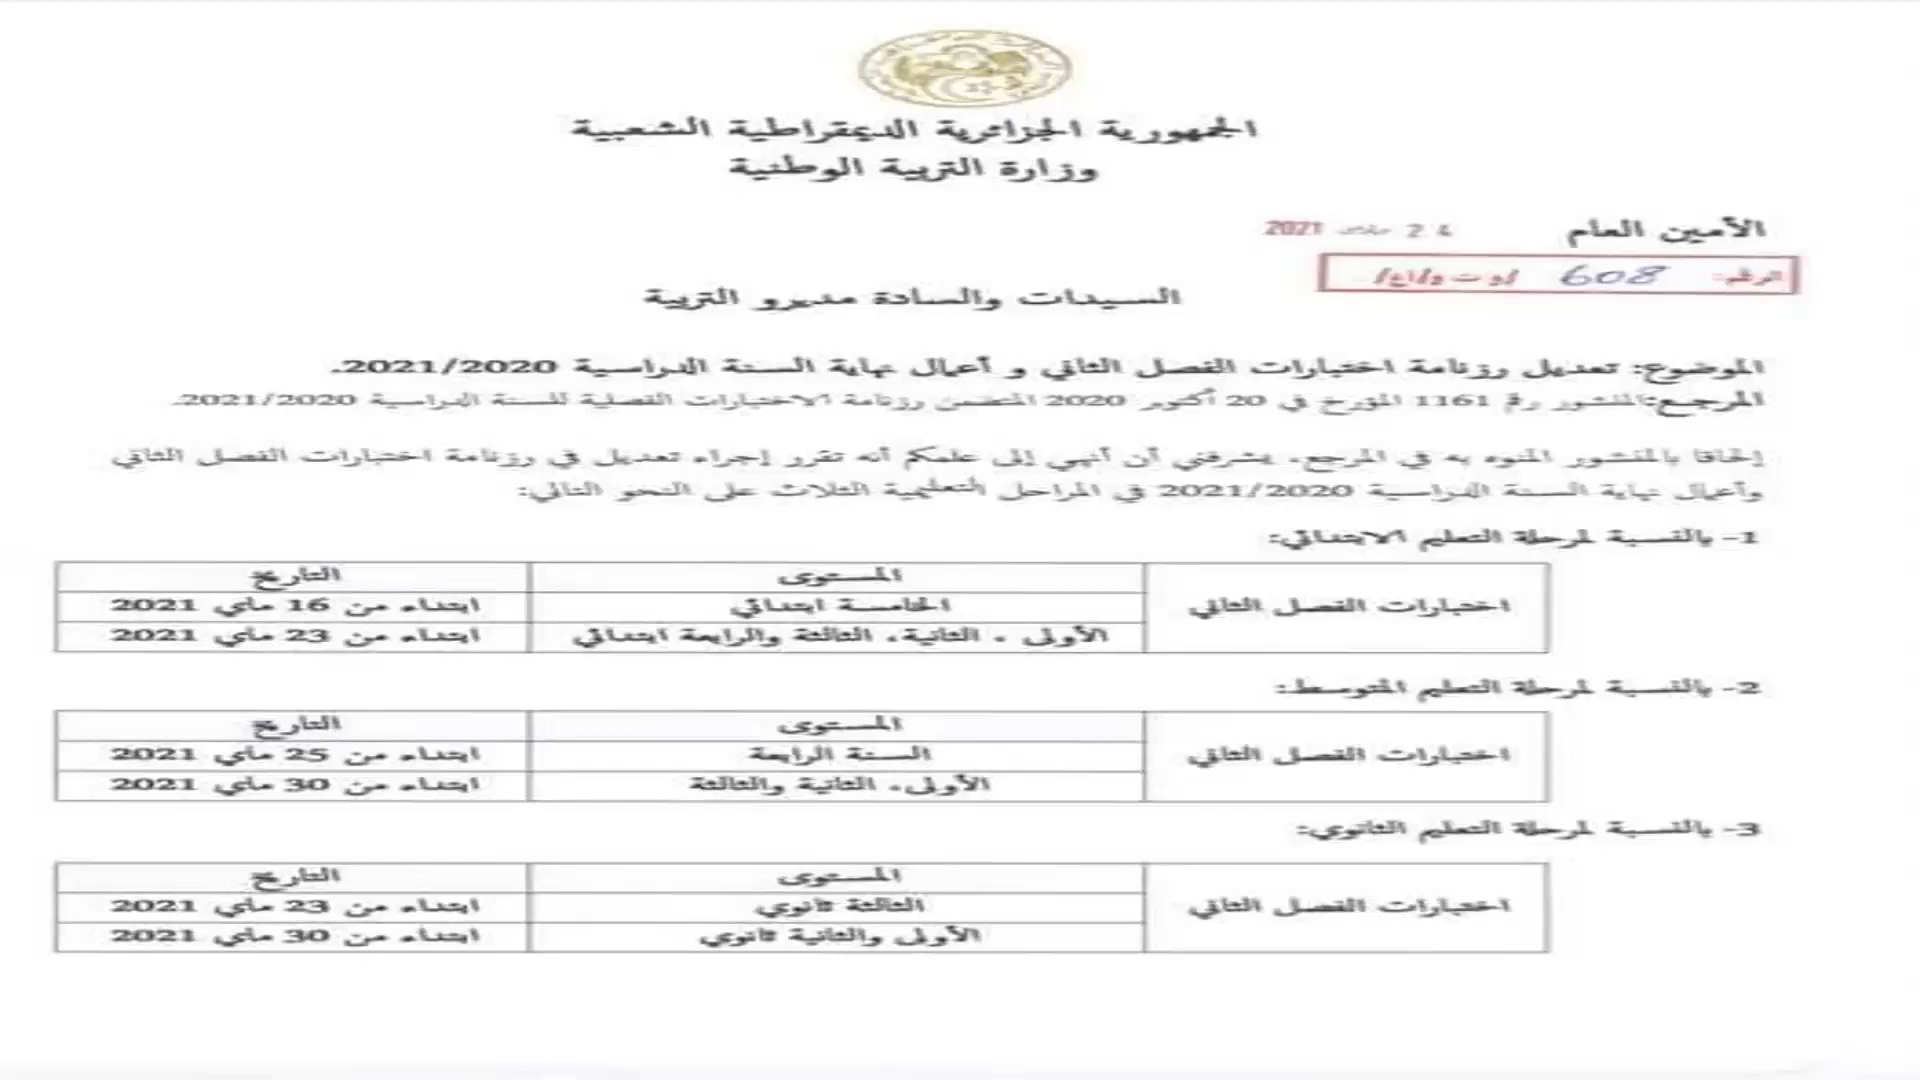 الجمهورية الجزائرية الديمقراطية الشعبية
وزارة التربية الوطنية
الأمين العام
24 مارس 2021
الرقم: 608 /و ت و/أ ع/
السيدات والسادة مديرو التربية
الموضوع: تعديل رزنامة اختبارات الفصل الثاني و أعمال نهاية السنة الدراسية 2021/2020.
المرجع: المنشور رقم 1161 المؤرخ في 20 أكتوبر 2020 المتضمن رزنامة الاختبارات الفصلية للسنة الدراسية 2021/2020.
إلحاقا بالمنشور المنوه به في المرجع، يشرفني أن أنهي إلى علمكم أنه تقرر إجراء تعديل في رزنامة اختبارات الفصل الثاني
وأعمال نهاية السنة الدراسية 2021/2020 في المراحل التعليمية الثلاث على النحو التالي:
1- بالنسبة لمرحلة التعليم الابتدائي:
المستوى التاريخ
اختبارات الفصل الثاني الخامسة ابتدائي ابتداء من 16 ماي 2021
الأولى ، الثانية، الثالثة والرابعة ابتدائي ابتداء من 23 ماي 2021
2- بالنسبة لمرحلة التعليم المتوسط:
المستوى التاريخ
اختبارات الفصل الثاني السنة الرابعة ابتداء من 25 ماي 2021
الأولى، الثانية والثالثة ابتداء من 30 ماي 2021
3- بالنسبة لمرحلة التعليم الثانوي:
المستوى التاريخ
اختبارات الفصل الثاني الثالثة ثانوي ابتداء من 23 ماي 2021
الأولى والثانية ثانوي ابتداء من 30 ماي 2021